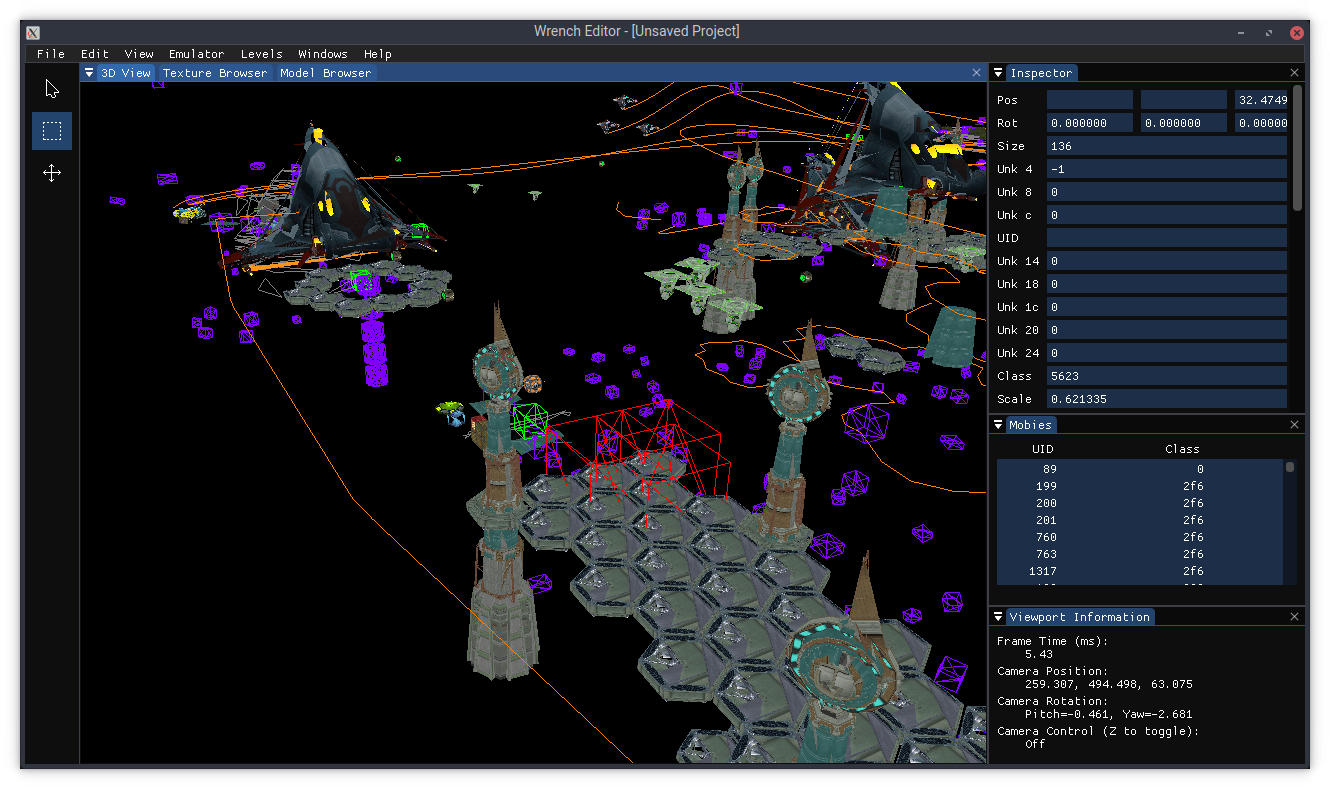 Wrench Editor - [Unsaved Project]
File Edit View Emulator Levels Windows Help
3D View Texture Browser Model Browser
Inspector
Pos 32.4749
Rot 0.000000 0.000000 0.00000
Size 136
Unk 4 -1
Unk 8 0
Unk c 0
UID
Unk 14 0
Unk 18 0
Unk 1c 0
Unk 20 0
Unk 24 0
Class 5623
Scale 0.621335
Mobies
UID Class
89 0
199 2f6
200 2f6
201 2f6
760 2f6
763 2f6
1317 2f6
Viewport Information
Frame Time (ms):
5.43
Camera Position:
259.307, 494.498, 63.075
Camera Rotation:
Pitch=-0.461, Yaw=-2.681
Camera Control (Z to toggle):
Off